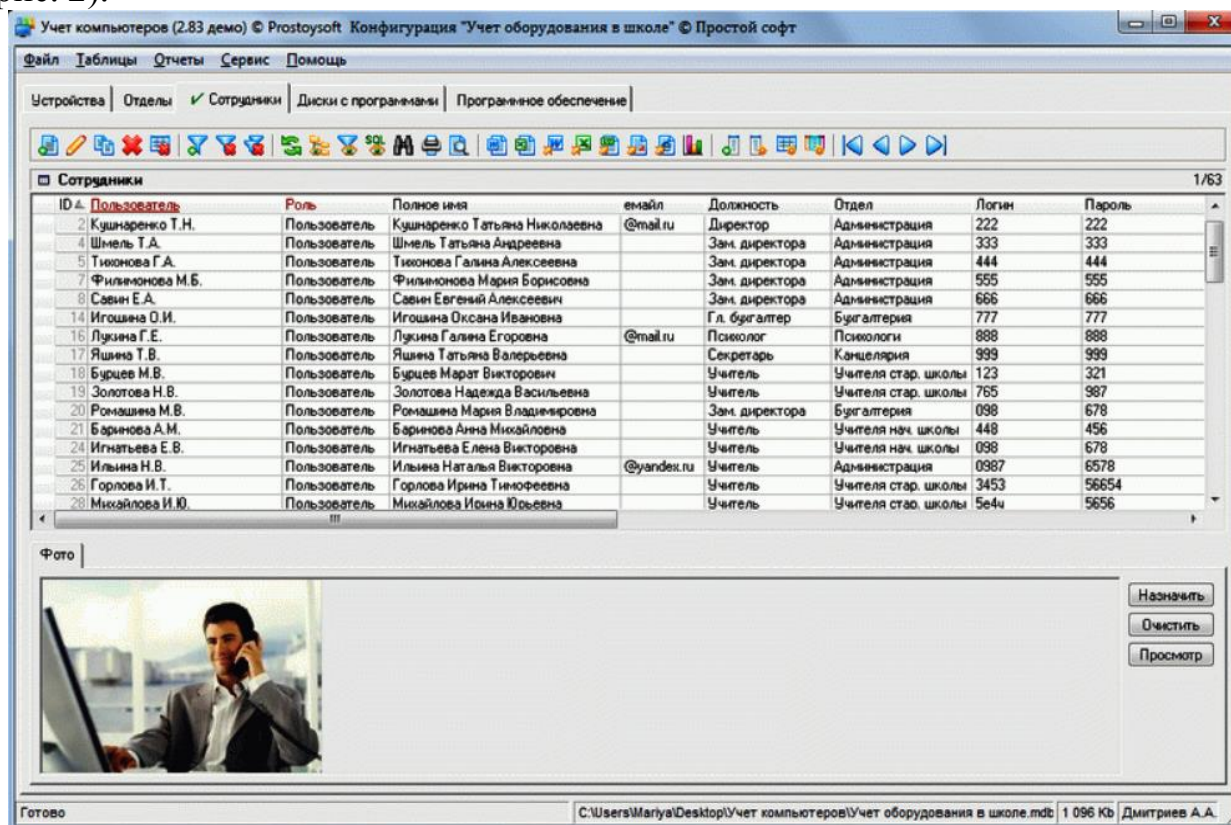 рис. 2).
Учет компьютеров (2.83 демо) © Prostoysoft Конфигурация "Учет оборудования в школе" © Простой софт
Файл Таблицы Отчеты Сервис Помощь
Устройства Отделы Сотрудники Диски с программами Программное обеспечение
SQL
Сотрудники 1/63
ID Пользователь Роль Полное имя емайл Должность Отдел Логин Пароль
2 Кушнаренко Т.Н. Пользователь Кушнаренко Татьяна Николаевна @mail.ru Директор Администрация 222 222
4 Шмель Т.А. Пользователь Шмель Татьяна Андреевна Зам. директора Администрация 333 333
5 Тихонова Г.А. Пользователь Тихонова Галина Алексеевна Зам. директора Администрация 444 444
7 Филимонова М.Б. Пользователь Филимонова Мария Борисовна Зам. директора Администрация 555 555
8 Савин Е.А. Пользователь Савин Евгений Алексеевич Зам. директора Администрация 666 666
14 Игошина О.И. Пользователь Игошина Оксана Ивановна Гл. бухгалтер Бухгалтерия 777 777
16 Лукина Г.Е. Пользователь Лукина Галина Егоровна @mail.ru Психолог Психологи 888 888
17 Яшина Т.В. Пользователь Яшина Татьяна Валерьевна Секретарь Канцелярия 999 999
18 Бурцев М.В. Пользователь Бурцев Марат Викторович Учитель Учителя стар. школы 123 321
19 Золотова Н.В. Пользователь Золотова Надежда Васильевна Учитель Учителя стар. школы 765 987
20 Ромашина М.В. Пользователь Ромашина Мария Владимировна Зам. директора Бухгалтерия 098 678
21 Баринова А.М. Пользователь Баринова Анна Михайловна Учитель Учителя нач. школы 448 456
24 Игнатьева Е.В. Пользователь Игнатьева Елена Викторовна Учитель Учителя нач. школы 098 678
25 Ильина Н.В. Пользователь Ильина Наталья Викторовна @yandex.ru Учитель Администрация 0987 6578
26 Горлова И.Т. Пользователь Горлова Ирина Тимофеевна Учитель Учителя стар. школы 3453 56654
28 Михайлова И.Ю. Пользователь Михайлова Ирина Юрьевна Учитель Учителя стар. школы 5e4u 5656
Фото
Назначить
Очистить
Просмотр
Готово C:\Users\Mariya\Desktop\Учет компьютеров\Учет оборудования в школе.mdb 1 096 Kb Дмитриев А.А.